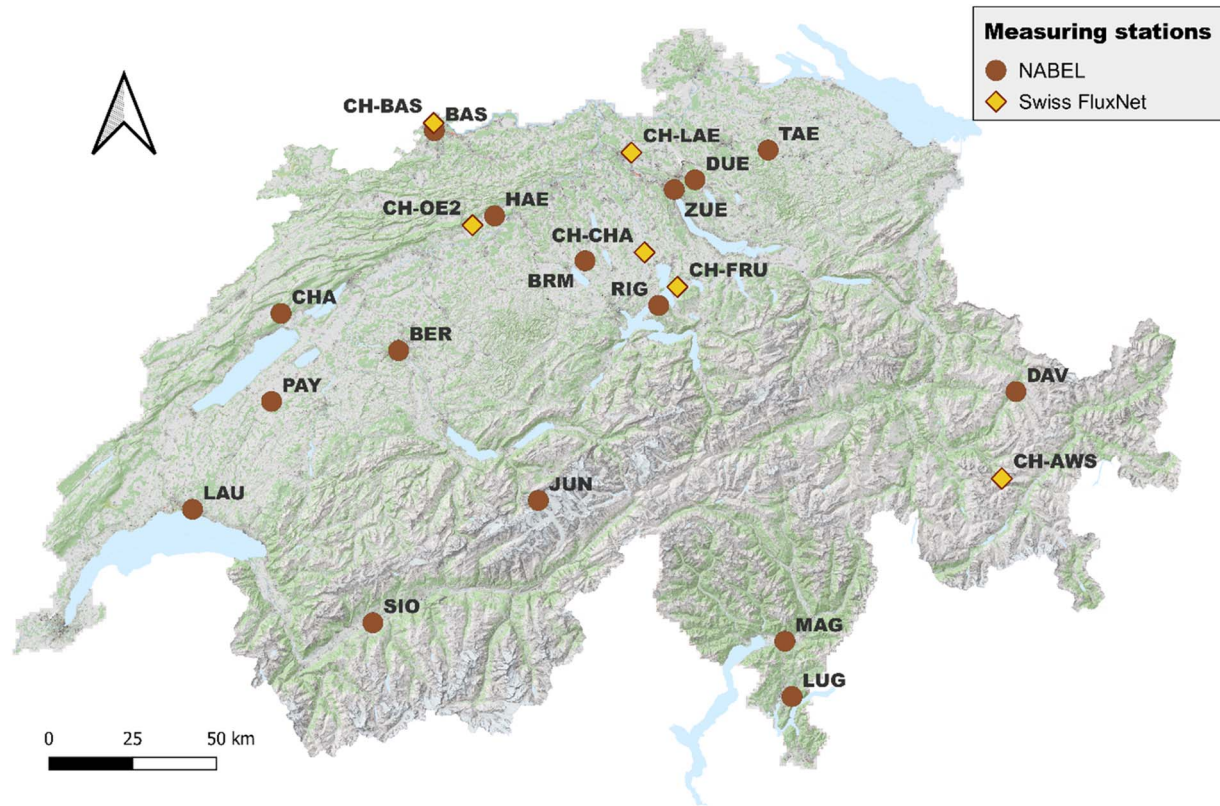 Measuring stations
NABEL
Swiss FluxNet
CH-BAS
BAS
CH-LAE
TAE
DUE
HAE
CH-OE2
ZUE
CH-CHA
CH-FRU
BRM
RIG
CHA
BER
DAV
PAY
CH-AWS
JUN
LAU
SIO
MAG
LUG
0 25 50 km